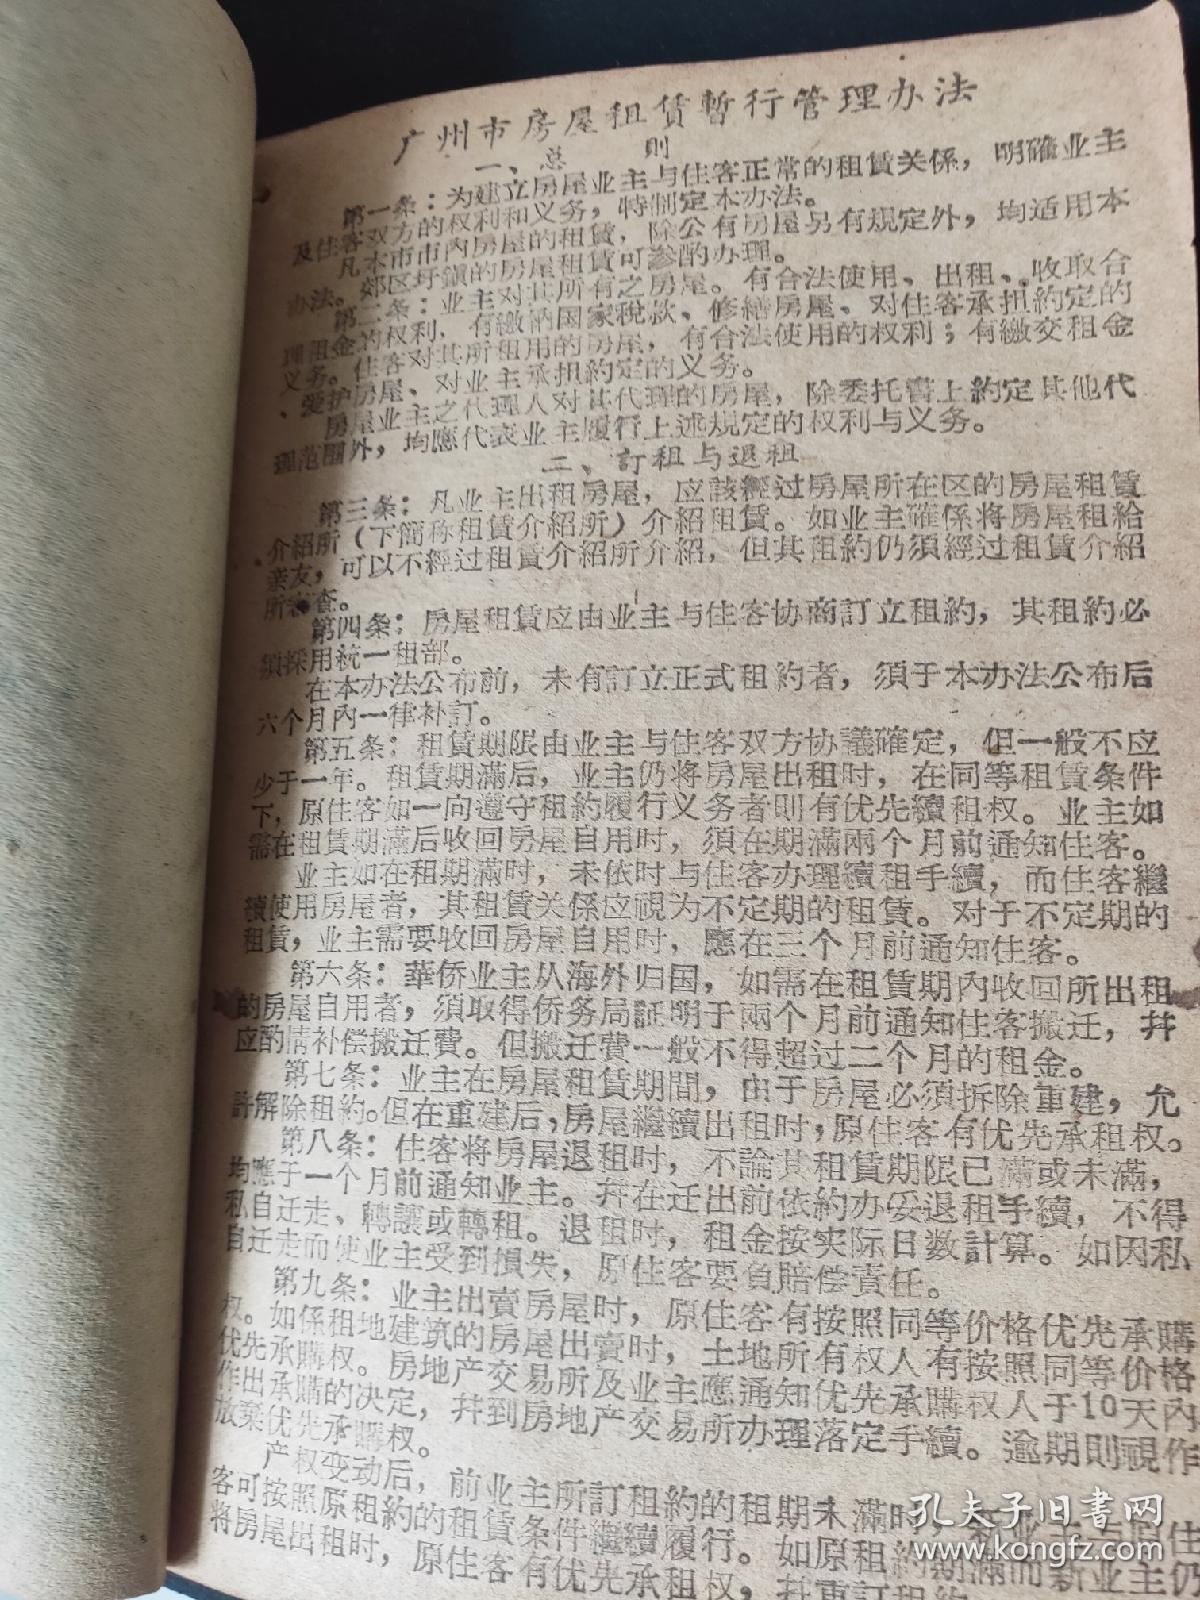 广州市房屋租賃暫行管理办法
一、总 則
第一条：为建立房屋业主与住客正常的租賃关係，明確业主
及住客双方的权利和义务，特制定本办法。
凡本市市內房屋的租賃，除公有房屋另有規定外，均适用本
办法。郊区圩鎭的房屋租賃可參酌办理。
第二条：业主对其所有之房屋。有合法使用、出租、收取合
理租金的权利，有繳納国家税款、修繕房屋、对住客承担約定的
义务。住客对其所租用的房屋，有合法使用的权利；有繳交租金
、爱护房屋、对业主承担約定的义务。
房屋业主之代理人对其代理的房屋，除委托書上約定其他代
理范圍外，均應代表业主履行上述規定的权利与义务。
二、訂租与退租
第三条：凡业主出租房屋，应該經过房屋所在区的房屋租賃
介紹所（下簡称租賃介紹所）介紹租賃。如业主確係将房屋租給
亲友，可以不經过租賃介紹所介紹，但其租約仍須經过租賃介紹
所审查。
第四条：房屋租賃应由业主与住客协商訂立租約，其租約必
須採用統一租部。
在本办法公布前，未有訂立正式租約者，須于本办法公布后
六个月內一律补訂。
第五条：租賃期限由业主与住客双方协議確定，但一般不应
少于一年。租賃期滿后，业主仍将房屋出租时，在同等租賃条件
下，原住客如一向遵守租約履行义务者則有优先續租权。业主如
需在租賃期滿后收回房屋自用时，須在期滿兩个月前通知住客。
业主如在租期滿时，未依时与住客办理續租手續，而住客繼
續使用房屋者，其租賃关係应視为不定期的租賃。对于不定期的
租賃，业主需要收回房屋自用时，應在三个月前通知住客。
第六条：華侨业主从海外归国，如需在租賃期內收回所出租
的房屋自用者，須取得侨务局証明于兩个月前通知住客搬迁，幷
应酌情补偿搬迁費。但搬迁費一般不得超过二个月的租金。
第七条：业主在房屋租賃期間，由于房屋必須拆除重建，允
許解除租約。但在重建后，房屋繼續出租时，原住客有优先承租权。
第八条：住客将房屋退租时，不論其租賃期限已滿或未滿，
均應于一个月前通知业主。幷在迁出前依約办妥退租手續，不得
私自迁走、轉讓或轉租。退租时，租金按实际日数計算。如因私
自迁走而使业主受到損失，原住客要負賠偿責任。
第九条：业主出賣房屋时，原住客有按照同等价格优先承購
权。如係租地建筑的房屋出賣时，土地所有权人有按照同等价格
优先承購权。房地产交易所及业主應通知优先承購权人于10天內
作出承購的决定，幷到房地产交易所办理落定手續。逾期則視作
放棄优先承購权。
产权变动后，前业主所訂租約的租期未滿时，新业主与原住
客可按照原租約的租賃条件繼續履行。如原租約期滿而新业主仍
将房屋出租时，原住客有优先承租权，幷重訂租約
孔夫子旧書网
www.kongfz.com